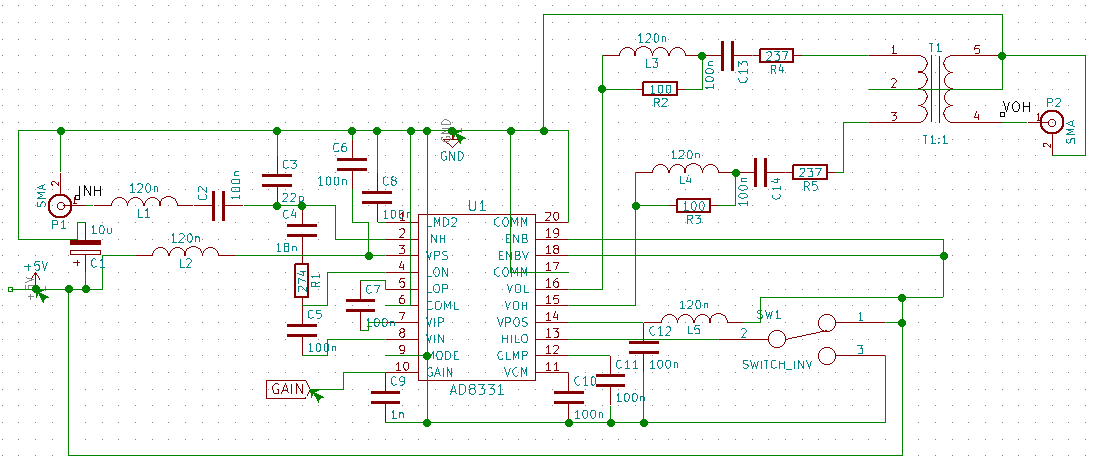 120n
L3
100n
C13
237
R4
100
R2
1
2
3
T1
T1:1
5
4
VOH
P2
SMA
1
2
GND
GND
SMA
2
1
P1
INH
120n
L1
C2
100n
C3
22p
C6
100n
C8
100n
C4
18n
10u
C1
+
120n
L2
+5V
+5V
274
R1
C5
100n
C7
100n
GAIN
C9
1n
U1
AD8331
1 LMD2
2 INH
3 VPS
4 LON
5 LOP
6 COML
7 VIP
8 VIN
9 MODE
10 GAIN
COMM 20
ENB 19
ENBV 18
COMM 17
VOL 16
VOH 15
VPOS 14
HILO 13
CLMP 12
VCM 11
120n
L4
100
R3
100n
C14
237
R5
120n
L5
C12
100n
C11
100n
C10
100n
SW1
1
2
3
SWITCH_INV